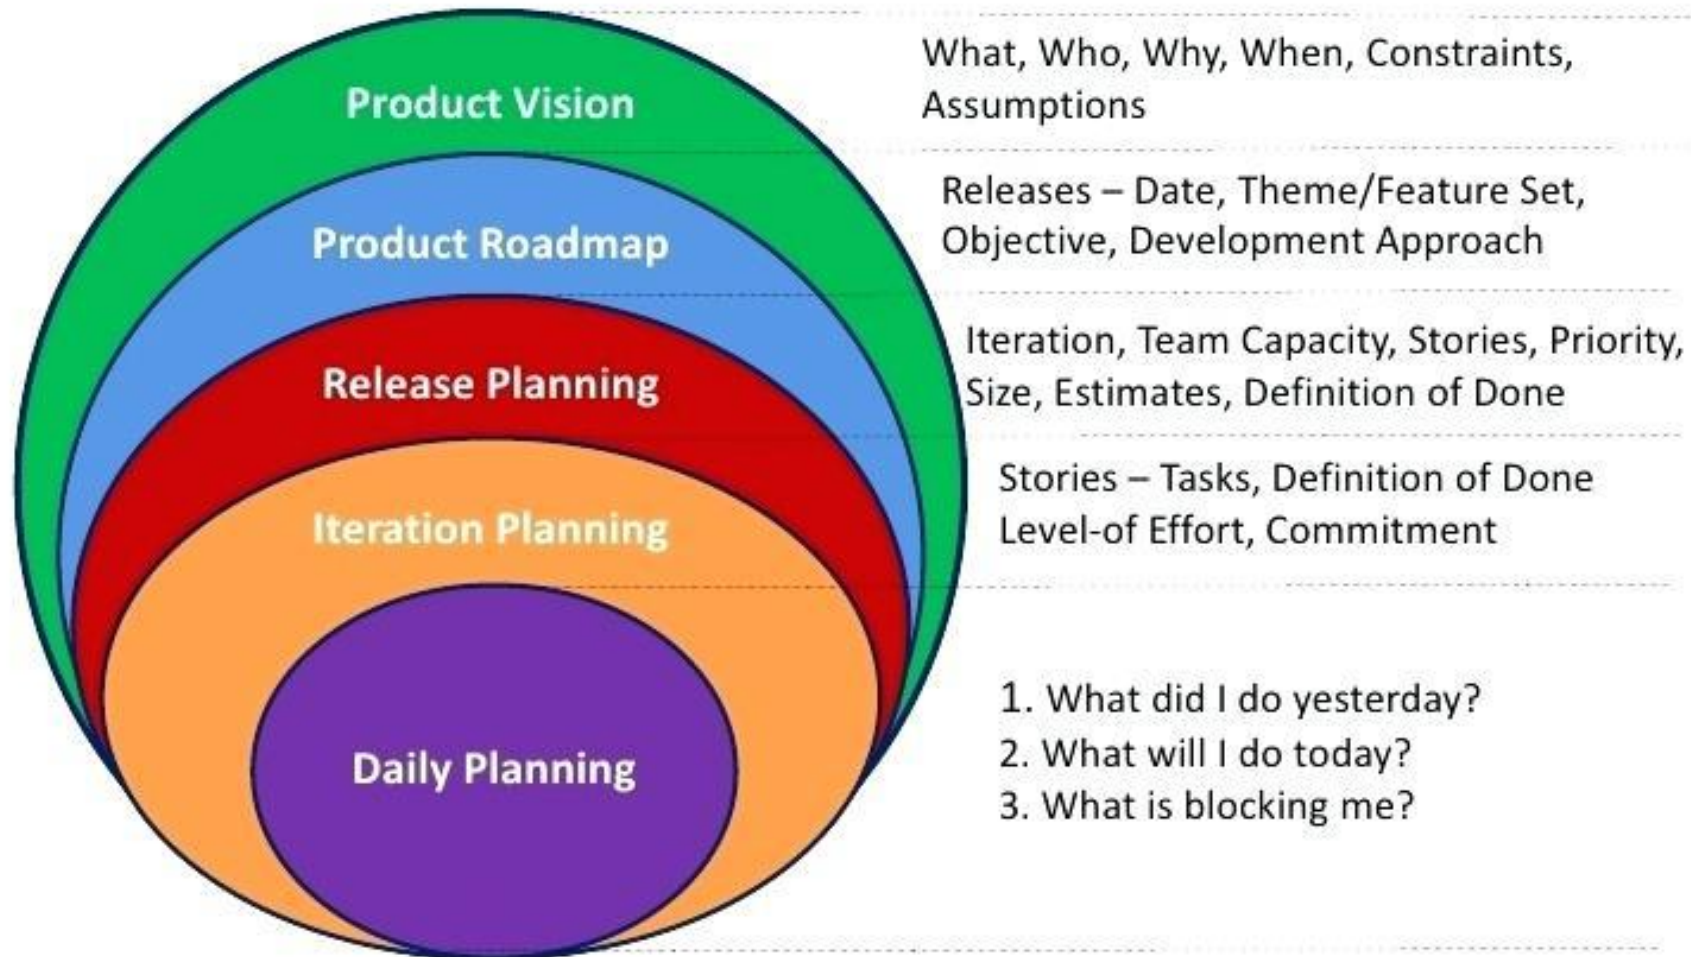 Product Vision
What, Who, Why, When, Constraints,
Assumptions
Product Roadmap
Releases – Date, Theme/Feature Set,
Objective, Development Approach
Release Planning
Iteration, Team Capacity, Stories, Priority,
Size, Estimates, Definition of Done
Iteration Planning
Stories – Tasks, Definition of Done
Level-of Effort, Commitment
Daily Planning
1. What did I do yesterday?
2. What will I do today?
3. What is blocking me?